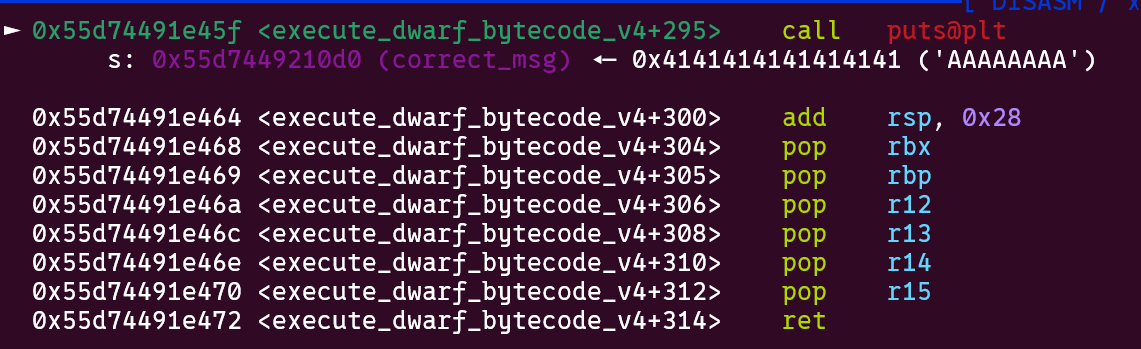 [ DISASM / x
► 0x55d74491e45f <execute_dwarf_bytecode_v4+295>    call   puts@plt
s: 0x55d7449210d0 (correct_msg) ◂— 0x4141414141414141 ('AAAAAAAA')
0x55d74491e464 <execute_dwarf_bytecode_v4+300>    add    rsp, 0x28
0x55d74491e468 <execute_dwarf_bytecode_v4+304>    pop    rbx
0x55d74491e469 <execute_dwarf_bytecode_v4+305>    pop    rbp
0x55d74491e46a <execute_dwarf_bytecode_v4+306>    pop    r12
0x55d74491e46c <execute_dwarf_bytecode_v4+308>    pop    r13
0x55d74491e46e <execute_dwarf_bytecode_v4+310>    pop    r14
0x55d74491e470 <execute_dwarf_bytecode_v4+312>    pop    r15
0x55d74491e472 <execute_dwarf_bytecode_v4+314>    ret